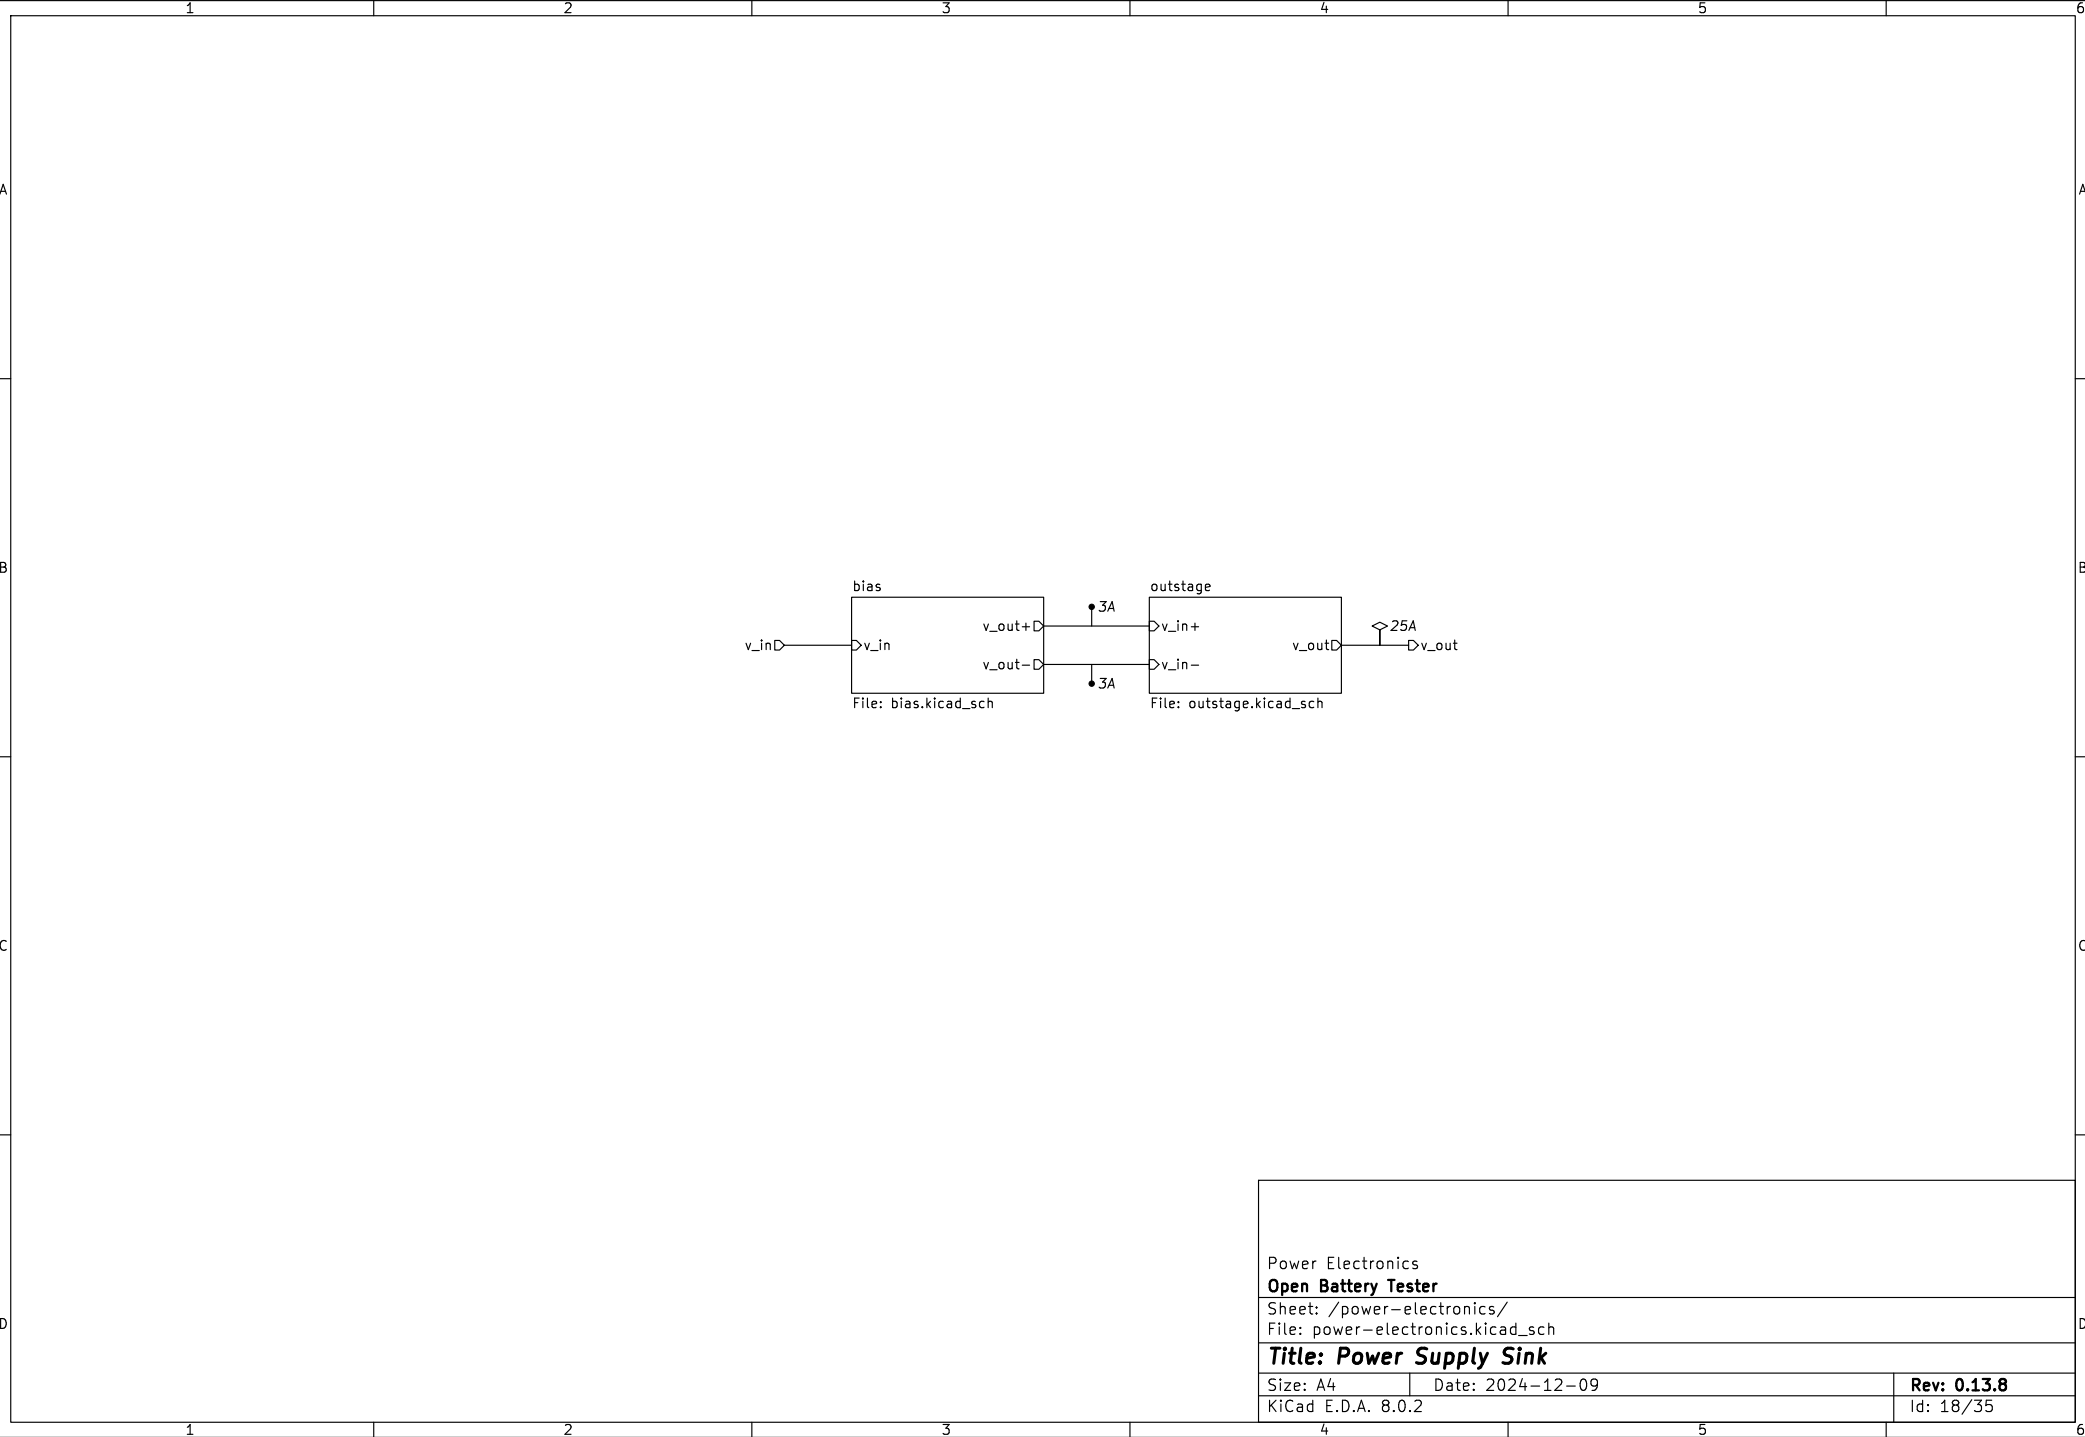 1 2 3 4 5 6
A A
bias outstage
B B
3A
v_out+ v_in+ 25A
v_in v_in v_out v_out
v_out- v_in-
3A
File: bias.kicad_sch File: outstage.kicad_sch
C C
Power Electronics
Open Battery Tester
Sheet: /power-electronics/
File: power-electronics.kicad_sch
D D
Title: Power Supply Sink
Size: A4 Date: 2024-12-09 Rev: 0.13.8
KiCad E.D.A. 8.0.2 Id: 18/35
1 2 3 4 5 6